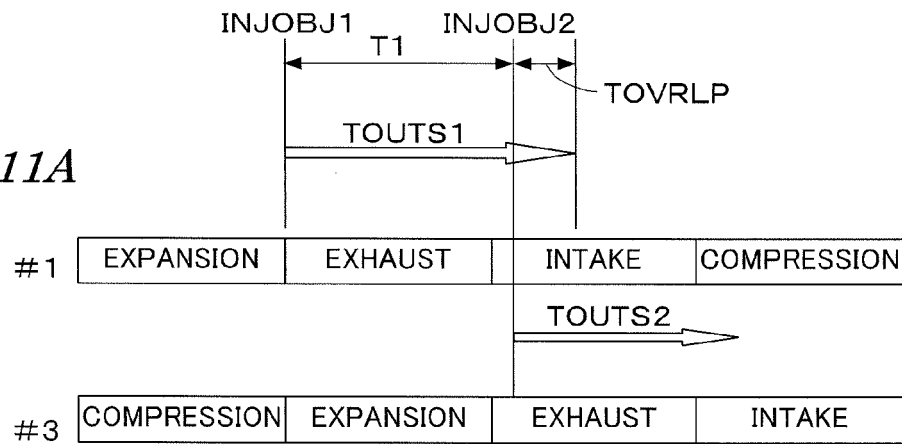 INJOBJ1 INJOBJ2
T1
TOVRLP
TOUTS1
11A
#1 EXPANSION EXHAUST INTAKE COMPRESSION
TOUTS2
#3 COMPRESSION EXPANSION EXHAUST INTAKE